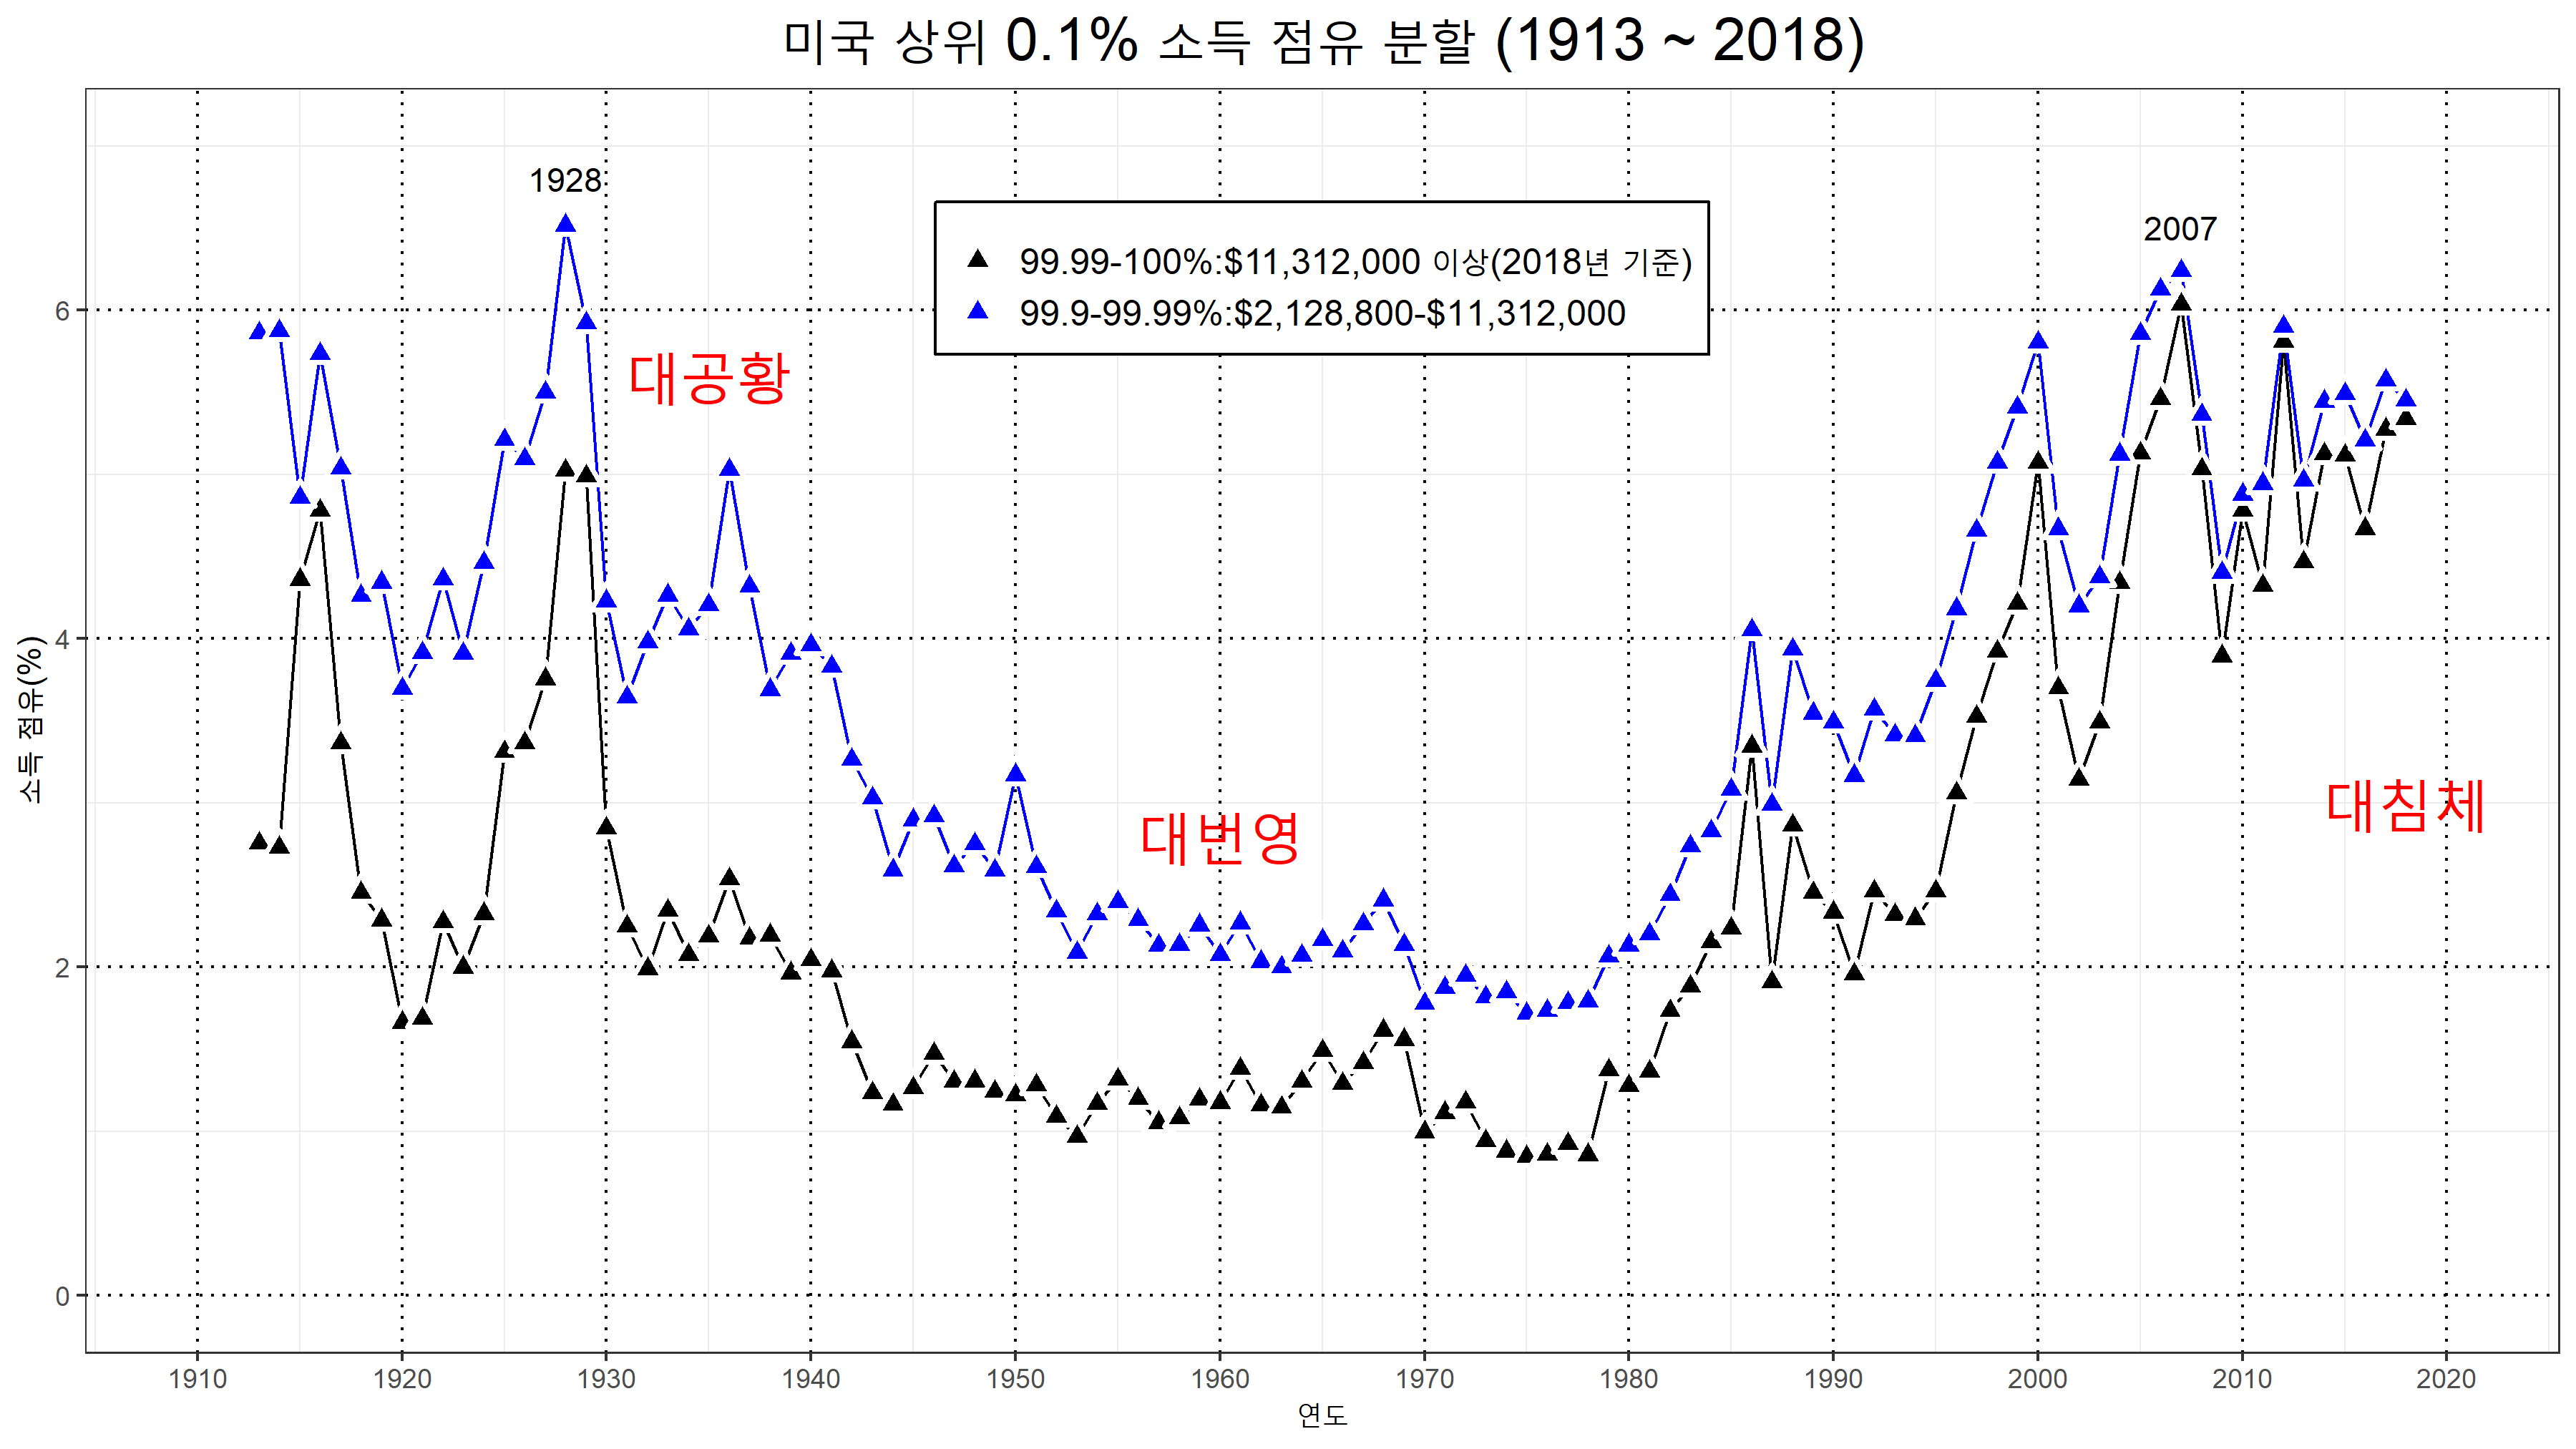 미국 상위 0.1% 소득 점유 분할 (1913 ~ 2018)
1928
2007
99.99-100%:$11,312,000 이상(2018년 기준)
99.9-99.99%:$2,128,800-$11,312,000
대공황
대번영
대침체
소득 점유(%)
6
4
2
0
1910 1920 1930 1940 1950 1960 1970 1980 1990 2000 2010 2020
연도